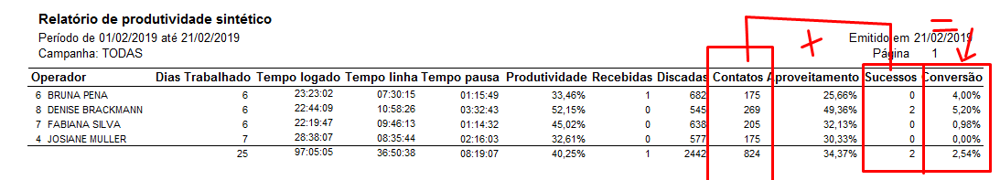 Relatório de produtividade sintético
Período de 01/02/2019 até 21/02/2019 Emitido em 21/02/2019
Campanha: TODAS Página 1
Operador Dias Trabalhado Tempo logado Tempo linha Tempo pausa Produtividade Recebidas Discadas Contatos Aproveitamento Sucessos Conversão
6 BRUNA PENA 6 23:23:02 07:30:15 01:15:49 33,46% 1 682 175 25,66% 0 4,00%
8 DENISE BRACKMANN 6 22:44:09 10:58:26 03:32:43 52,15% 0 545 269 49,36% 2 5,20%
7 FABIANA SILVA 6 22:19:47 09:46:13 01:14:32 45,02% 0 638 205 32,13% 0 0,98%
4 JOSIANE MULLER 7 28:38:07 08:35:44 02:16:03 32,61% 0 577 175 30,33% 0 0,00%
25 97:05:05 36:50:38 08:19:07 40,25% 1 2442 824 34,37% 2 2,54%